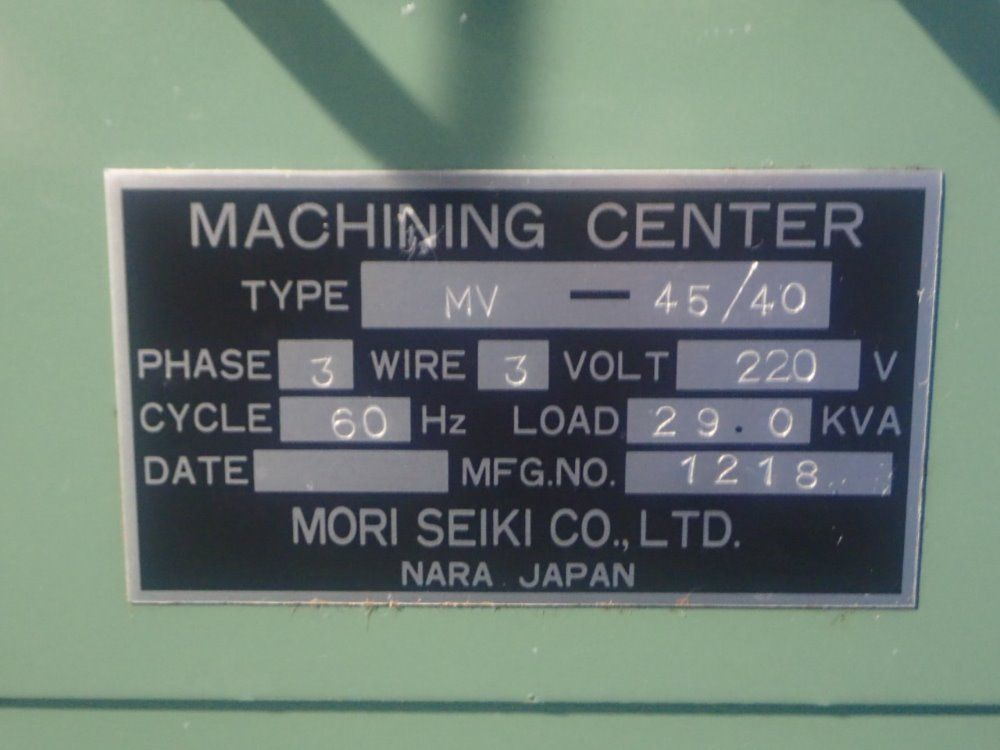 MACHINING CENTER
TYPE MV — 45/40
PHASE 3 WIRE 3 VOLT 220 V
CYCLE 60 Hz LOAD 29.0 KVA
DATE MFG.NO. 1218
MORI SEIKI CO., LTD.
NARA JAPAN